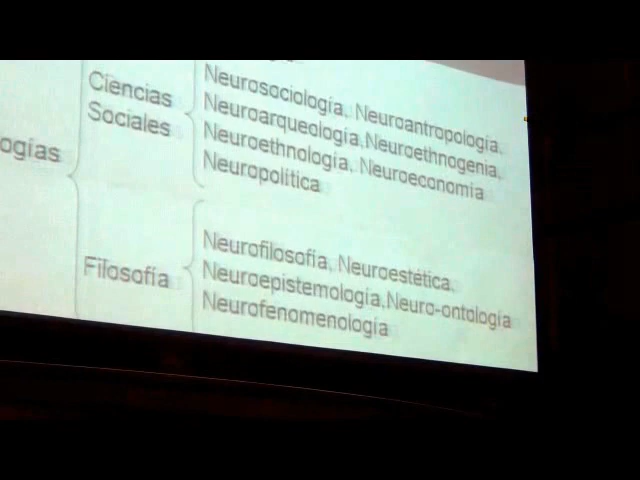 Ciencias
Sociales
Neurosociología, Neuroantropología,
Neuroarqueología,Neuroethnogenia,
Neuroethnología, Neuroeconomía
Neuropolítica
ogías
Filosofía
Neurofilosofía, Neuroestética,
Neuroepistemología,Neuro-ontología
Neurofenomenología